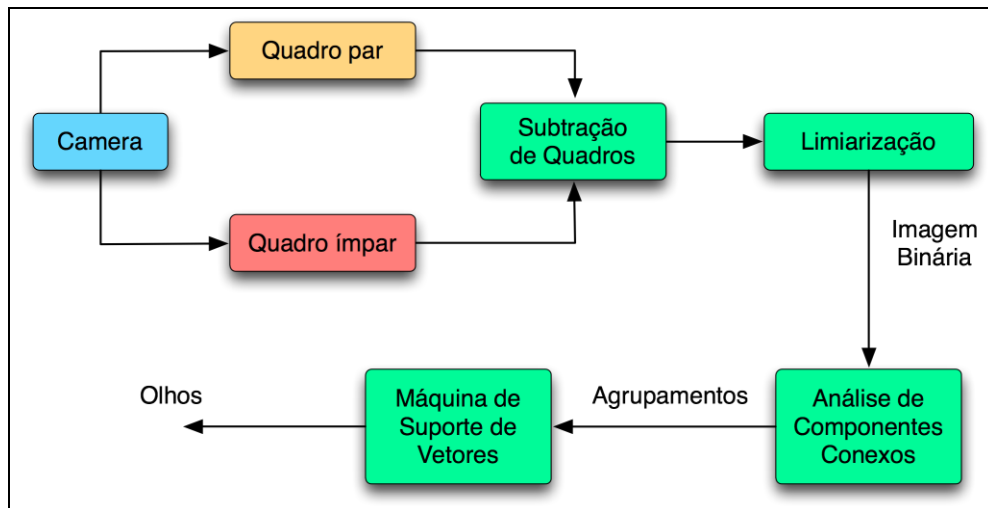 Quadro par
Camera
Subtração
de Quadros
Limiarização
Quadro ímpar
Imagem
Binária
Olhos
Máquina de
Suporte de
Vetores
Agrupamentos
Análise de
Componentes
Conexos